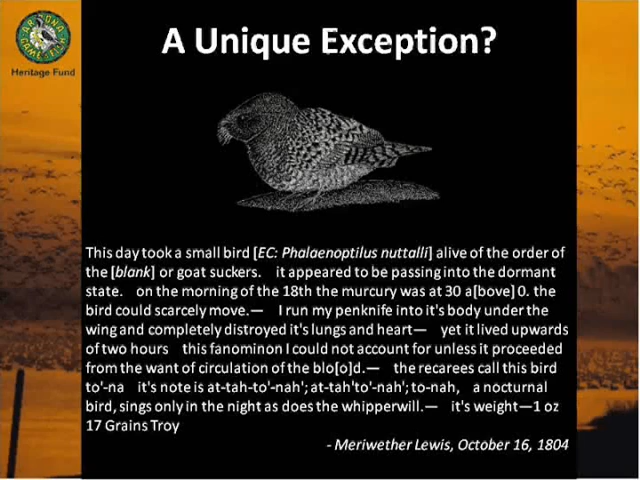 ARIZONA
GAME & FISH
Heritage Fund
A Unique Exception?
This day took a small bird [EC: Phalaenoptilus nuttalli] alive of the order of
the [blank] or goat suckers. it appeared to be passing into the dormant
state. on the morning of the 18th the murcury was at 30 a[bove] 0. the
bird could scarcely move.— I run my penknife into it's body under the
wing and completely distroyed it's lungs and heart— yet it lived upwards
of two hours this fanominon I could not account for unless it proceeded
from the want of circulation of the blo[o]d.— the recarees call this bird
to'-na it's note is at-tah-to'-nah'; at-tah'to'-nah'; to-nah, a nocturnal
bird, sings only in the night as does the whipperwill.— it's weight—1 oz
17 Grains Troy
- Meriwether Lewis, October 16, 1804